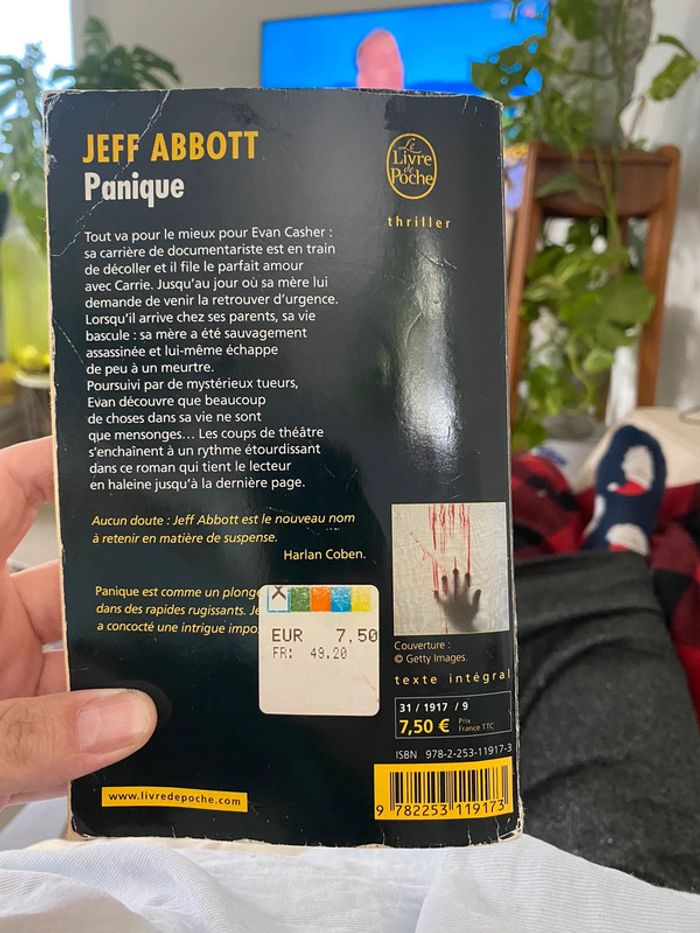 JEFF ABBOTT
Panique
Le
Livre
de
Poche
thriller
Tout va pour le mieux pour Evan Casher :
sa carrière de documentariste est en train
de décoller et il file le parfait amour
avec Carrie. Jusqu'au jour où sa mère lui
demande de venir la retrouver d'urgence.
Lorsqu'il arrive chez ses parents, sa vie
bascule : sa mère a été sauvagement
assassinée et lui-même échappe
de peu à un meurtre.
Poursuivi par de mystérieux tueurs,
Evan découvre que beaucoup
de choses dans sa vie ne sont
que mensonges… Les coups de théâtre
s'enchaînent à un rythme étourdissant
dans ce roman qui tient le lecteur
en haleine jusqu'à la dernière page.
Aucun doute : Jeff Abbott est le nouveau nom
à retenir en matière de suspense.
Harlan Coben.
Panique est comme un
dans des rapides rugissants.
a concocté une intrigue
X
EUR 7,50
FR: 49.20
Couverture :
© Getty Images.
texte intégral
31 / 1917 / 9
7,50 € Prix
France TTC
ISBN 978-2-253-11917-3
9 782253 119173
www.livredepoche.com